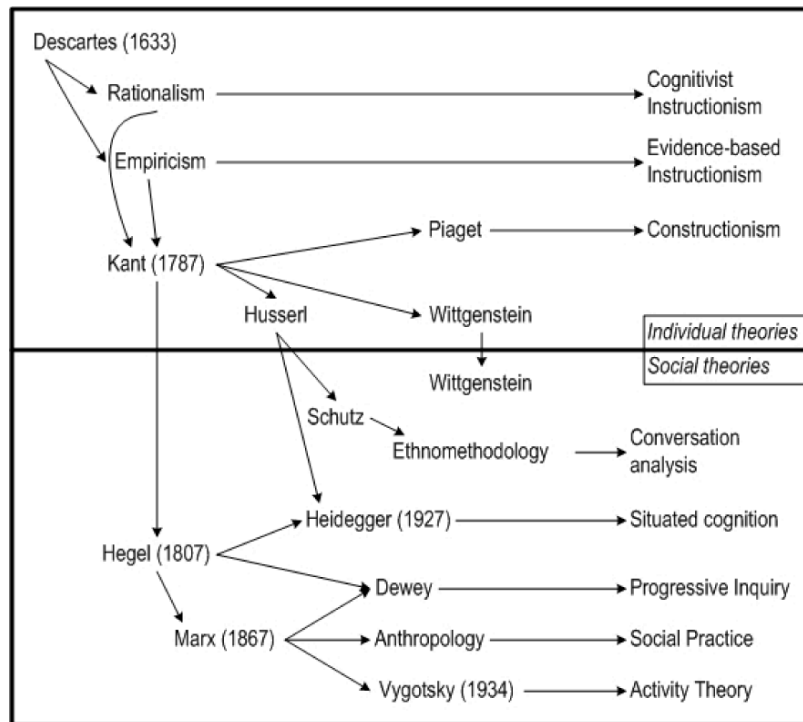 Descartes (1633)
Rationalism
Cognitivist
Instructionism
Empiricism
Evidence-based
Instructionism
Piaget
Constructionism
Kant (1787)
Husserl
Wittgenstein
Individual theories
Social theories
Wittgenstein
Schutz
Ethnomethodology
Conversation
analysis
Heidegger (1927)
Situated cognition
Hegel (1807)
Dewey
Progressive Inquiry
Marx (1867)
Anthropology
Social Practice
Vygotsky (1934)
Activity Theory